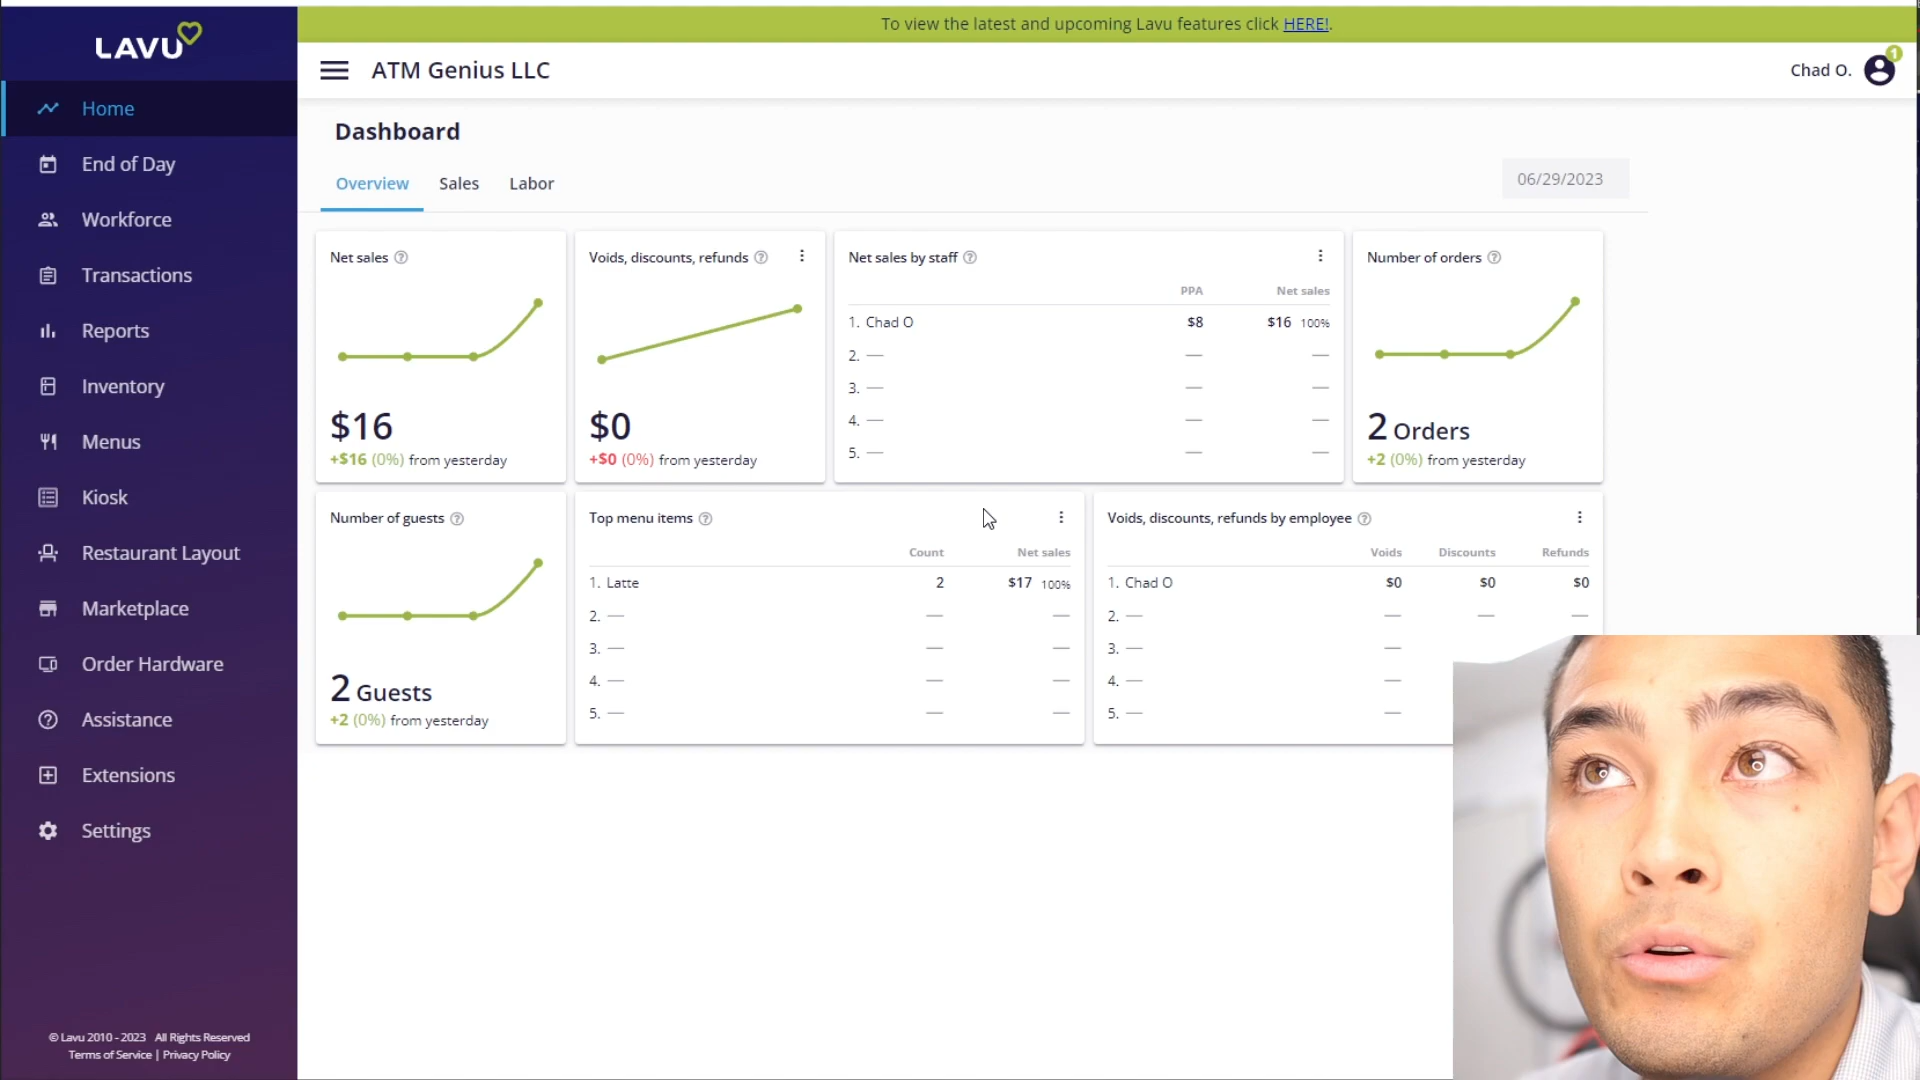 LAVU
To view the latest and upcoming Lavu features click HERE!.
ATM Genius LLC
Chad O.
1
Home
End of Day
Workforce
Transactions
Reports
Inventory
Menus
Kiosk
Restaurant Layout
Marketplace
Order Hardware
Assistance
Extensions
Settings
© Lavu 2010 - 2023 All Rights Reserved
Terms of Service | Privacy Policy
Dashboard
Overview Sales Labor
06/29/2023
Net sales
$16
+$16 (0%) from yesterday
Voids, discounts, refunds
$0
+$0 (0%) from yesterday
Net sales by staff
PPA Net sales
1. Chad O $8 $16 100%
2. — — —
3. — — —
4. — — —
5. — — —
Number of orders
2 Orders
+2 (0%) from yesterday
Number of guests
2 Guests
+2 (0%) from yesterday
Top menu items
Count Net sales
1. Latte 2 $17 100%
2. — — —
3. — — —
4. — — —
5. — — —
Voids, discounts, refunds by employee
Voids Discounts Refunds
1. Chad O $0 $0 $0
2. — — — —
3. — —
4. — —
5. — —